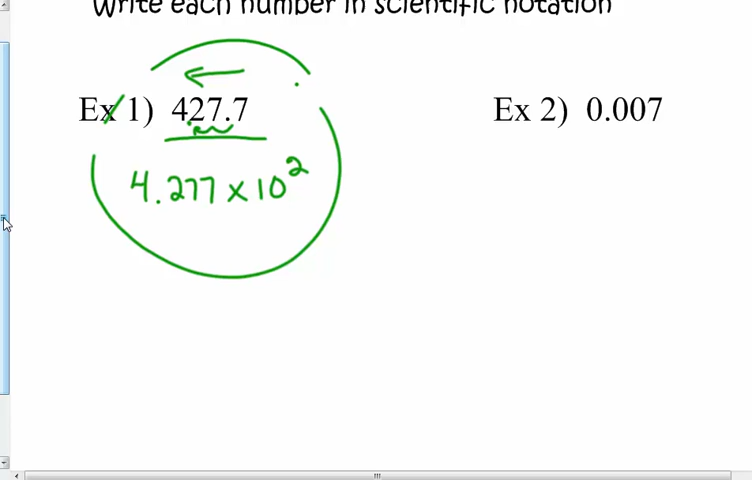 Write each number in scientific notation
Ex 1) 427.7
4.277 x 10²
Ex 2) 0.007